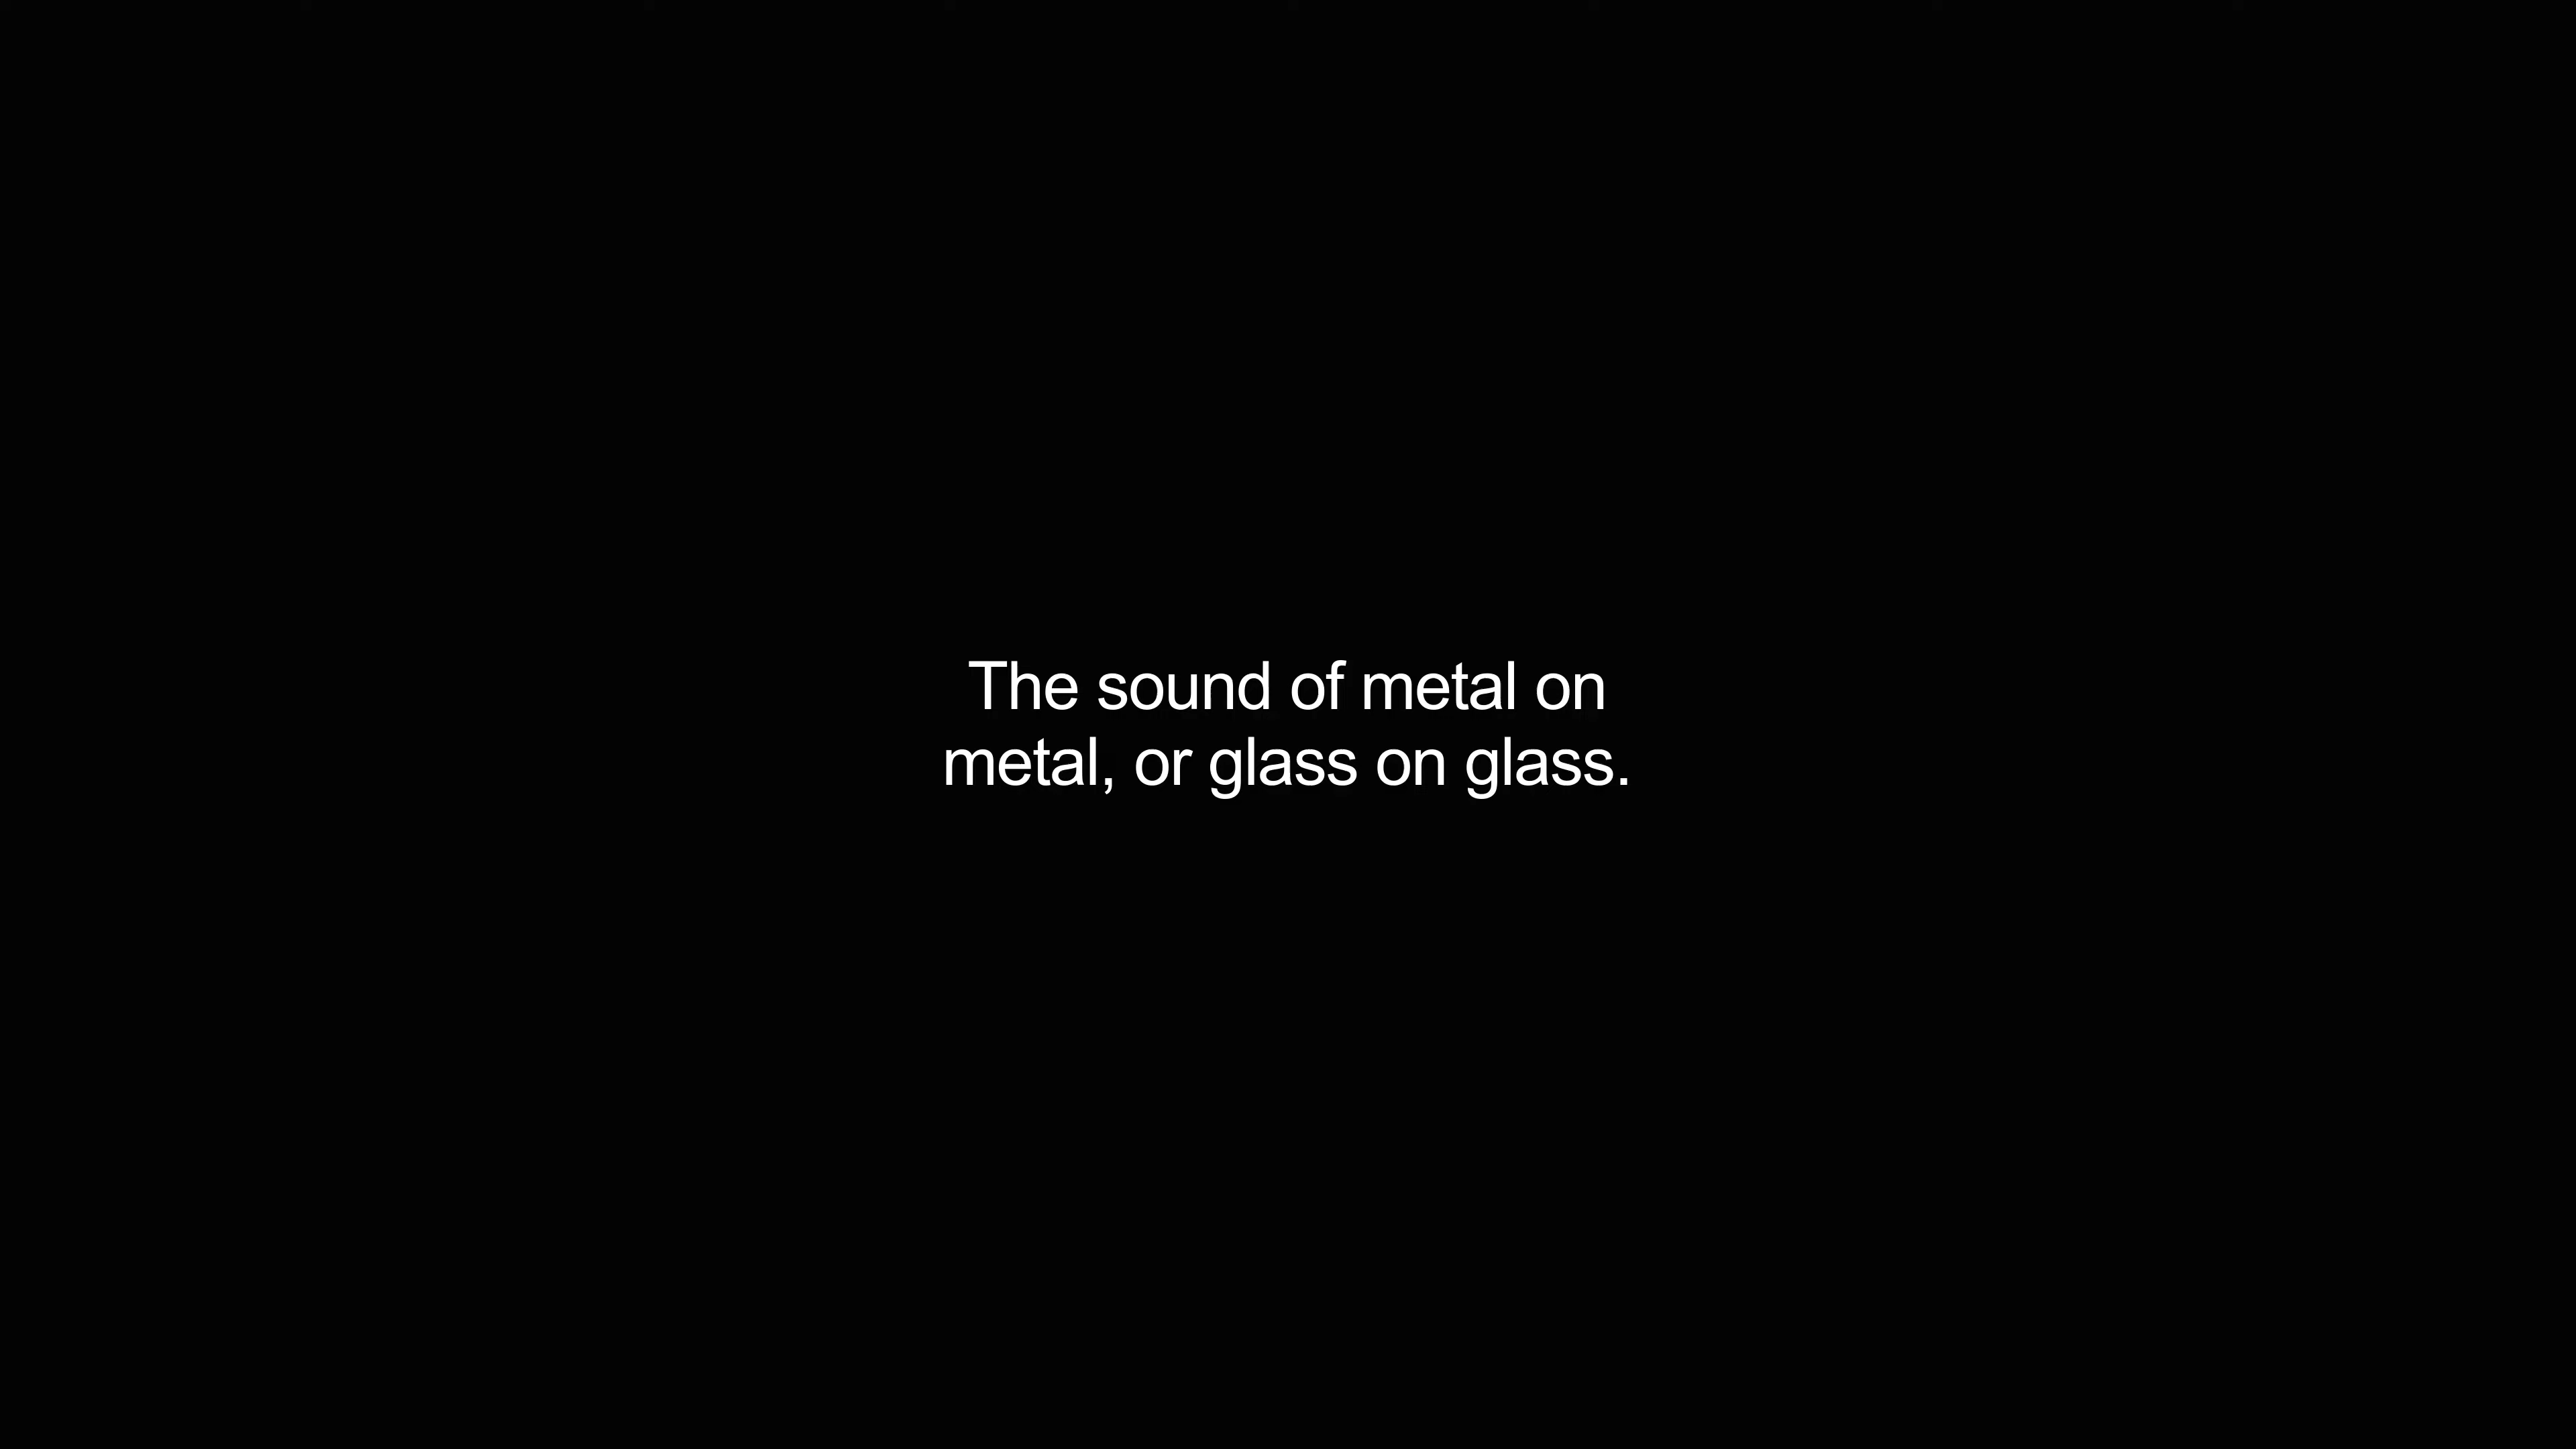 The sound of metal on
metal, or glass on glass.